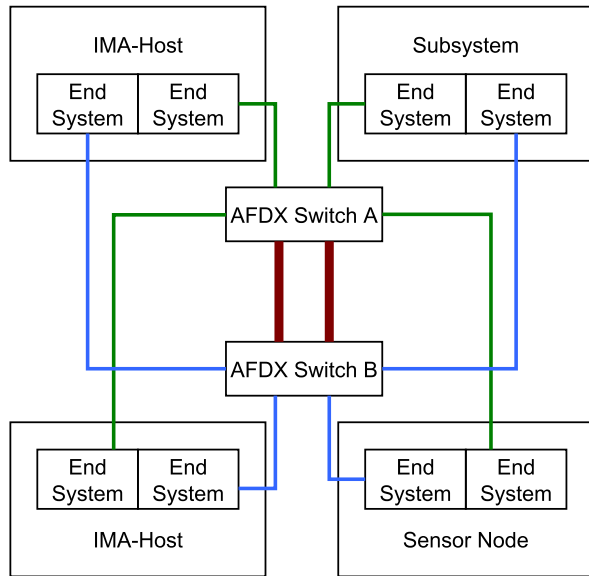 IMA-Host
Subsystem
End
System
End
System
End
System
End
System
AFDX Switch A
AFDX Switch B
End
System
End
System
End
System
End
System
IMA-Host
Sensor Node